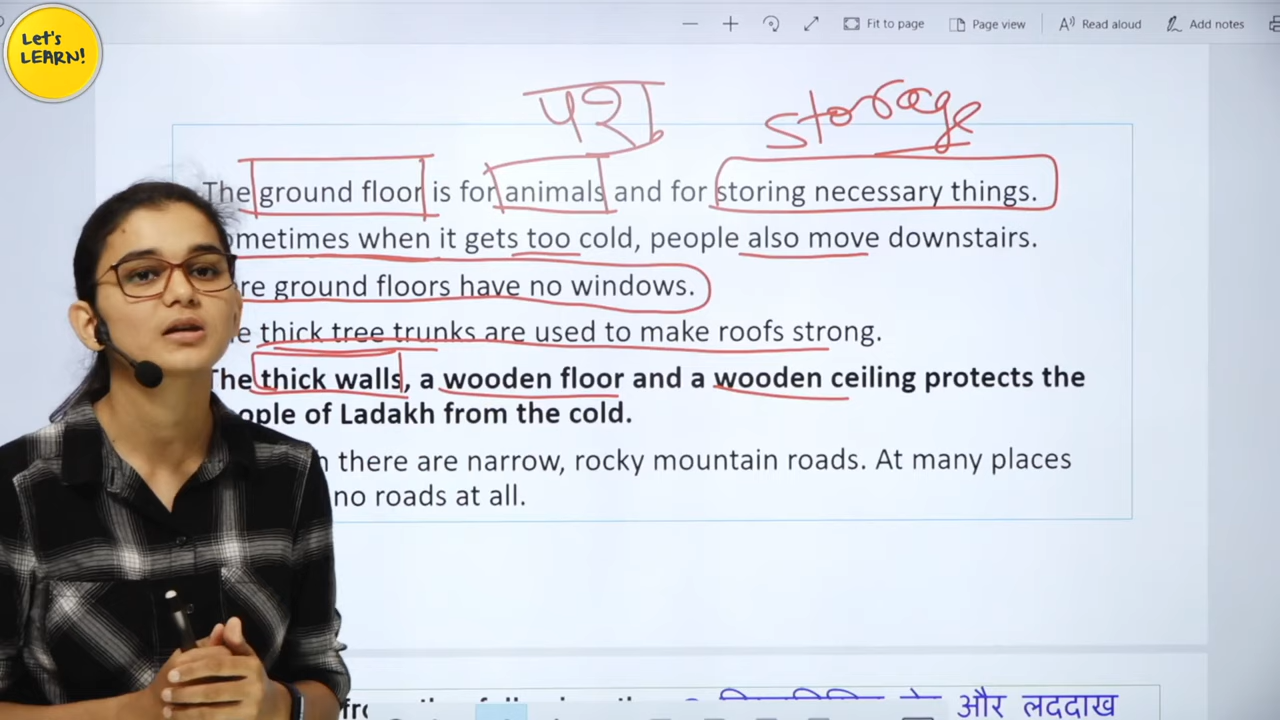 Let's
LEARN!
Fit to page
Page view
Read aloud
Add notes
पशु storage
The ground floor is for animals and for storing necessary things.
ometimes when it gets too cold, people also move downstairs.
re ground floors have no windows.
e thick tree trunks are used to make roofs strong.
The thick walls, a wooden floor and a wooden ceiling protects the
ople of Ladakh from the cold.
there are narrow, rocky mountain roads. At many places
no roads at all.
और लददाख